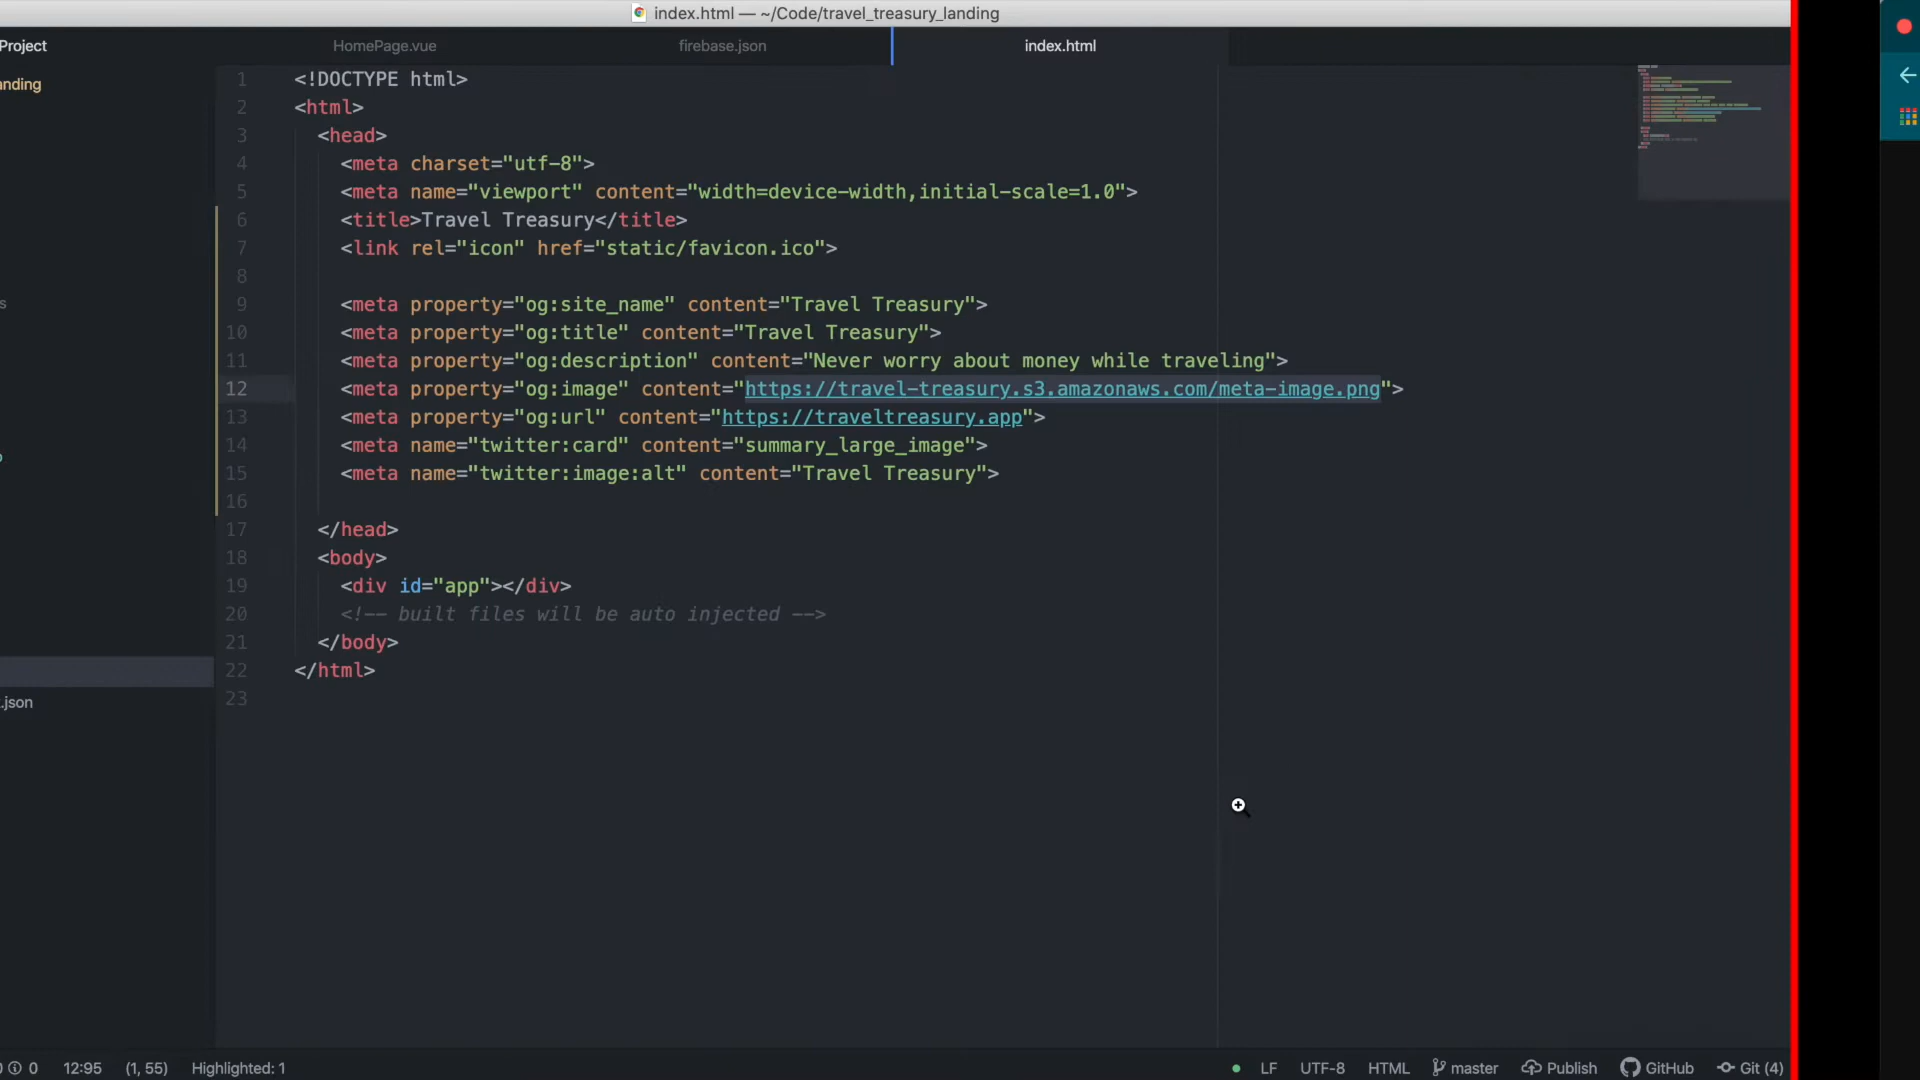 index.html — ~/Code/travel_treasury_landing
Project
HomePage.vue
firebase.json
index.html
anding
s
.json
1 <!DOCTYPE html>
2 <html>
3 <head>
4 <meta charset="utf-8">
5 <meta name="viewport" content="width=device-width,initial-scale=1.0">
6 <title>Travel Treasury</title>
7 <link rel="icon" href="static/favicon.ico">
8
9 <meta property="og:site_name" content="Travel Treasury">
10 <meta property="og:title" content="Travel Treasury">
11 <meta property="og:description" content="Never worry about money while traveling">
12 <meta property="og:image" content="https://travel-treasury.s3.amazonaws.com/meta-image.png">
13 <meta property="og:url" content="https://traveltreasury.app">
14 <meta name="twitter:card" content="summary_large_image">
15 <meta name="twitter:image:alt" content="Travel Treasury">
16
17 </head>
18 <body>
19 <div id="app"></div>
20 <!-- built files will be auto injected -->
21 </body>
22 </html>
23
0 12:95 (1, 55) Highlighted: 1 LF UTF-8 HTML master Publish GitHub Git (4)